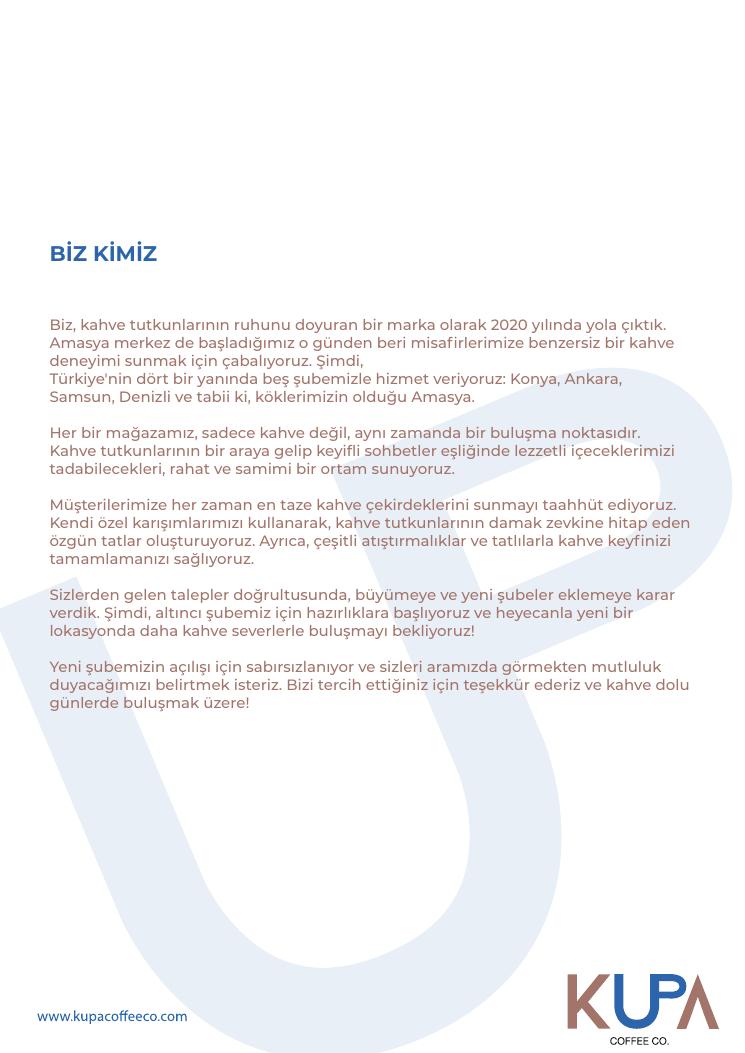 BİZ KİMİZ
Biz, kahve tutkunlarının ruhunu doyuran bir marka olarak 2020 yılında yola çıktık.
Amasya merkez de başladığımız o günden beri misafirlerimize benzersiz bir kahve
deneyimi sunmak için çabalıyoruz. Şimdi,
Türkiye'nin dört bir yanında beş şubemizle hizmet veriyoruz: Konya, Ankara,
Samsun, Denizli ve tabii ki, köklerimizin olduğu Amasya.
Her bir mağazamız, sadece kahve değil, aynı zamanda bir buluşma noktasıdır.
Kahve tutkunlarının bir araya gelip keyifli sohbetler eşliğinde lezzetli içeceklerimizi
tadabilecekleri, rahat ve samimi bir ortam sunuyoruz.
Müşterilerimize her zaman en taze kahve çekirdeklerini sunmayı taahhüt ediyoruz.
Kendi özel karışımlarımızı kullanarak, kahve tutkunlarının damak zevkine hitap eden
özgün tatlar oluşturuyoruz. Ayrıca, çeşitli atıştırmalıklar ve tatlılarla kahve keyfinizi
tamamlamanızı sağlıyoruz.
Sizlerden gelen talepler doğrultusunda, büyümeye ve yeni şubeler eklemeye karar
verdik. Şimdi, altıncı şubemiz için hazırlıklara başlıyoruz ve heyecanla yeni bir
lokasyonda daha kahve severlerle buluşmayı bekliyoruz!
Yeni şubemizin açılışı için sabırsızlanıyor ve sizleri aramızda görmekten mutluluk
duyacağımızı belirtmek isteriz. Bizi tercih ettiğiniz için teşekkür ederiz ve kahve dolu
günlerde buluşmak üzere!
www.kupacoffeeco.com
KUPA
COFFEE CO.